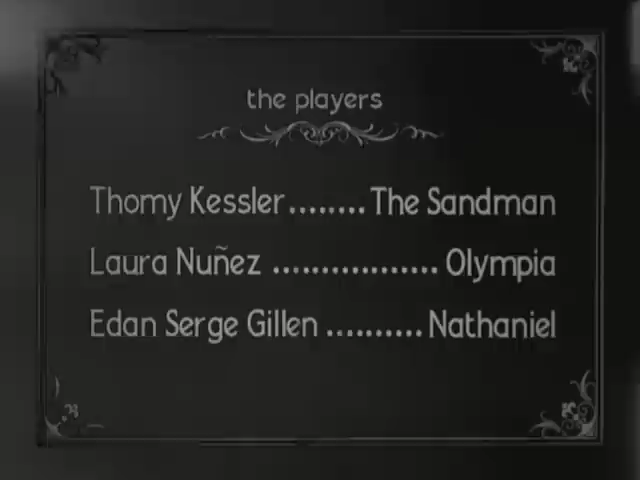 the players
Thomy Kessler........The Sandman
Laura Nuñez .................Olympia
Edan Serge Gillen ..........Nathaniel